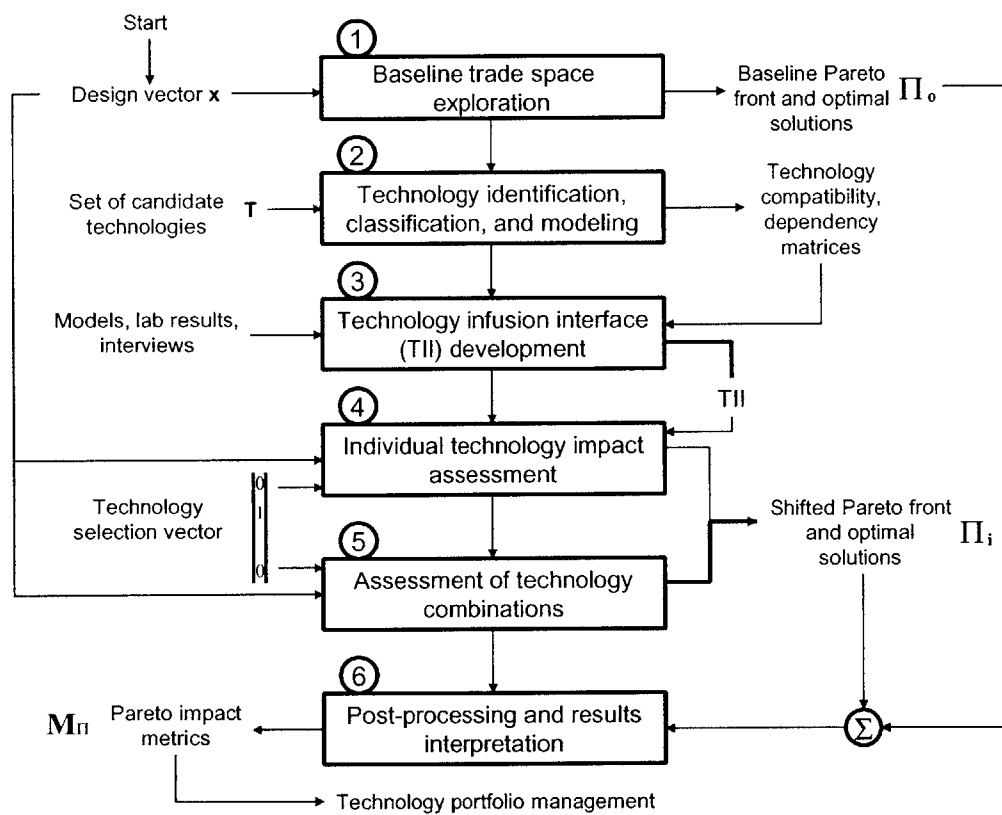 Start
Design vector x
1
Baseline trade space
exploration
Baseline Pareto
front and optimal
solutions
Πo
2
Set of candidate
technologies
T
Technology identification,
classification, and modeling
Technology
compatibility,
dependency
matrices
3
Models, lab results,
interviews
Technology infusion interface
(TII) development
TII
4
Individual technology impact
assessment
Technology
selection vector
0
1
0
5
Assessment of technology
combinations
Shifted Pareto front
and optimal
solutions
Πi
6
MΠ
Pareto impact
metrics
Post-processing and results
interpretation
Σ
Technology portfolio management